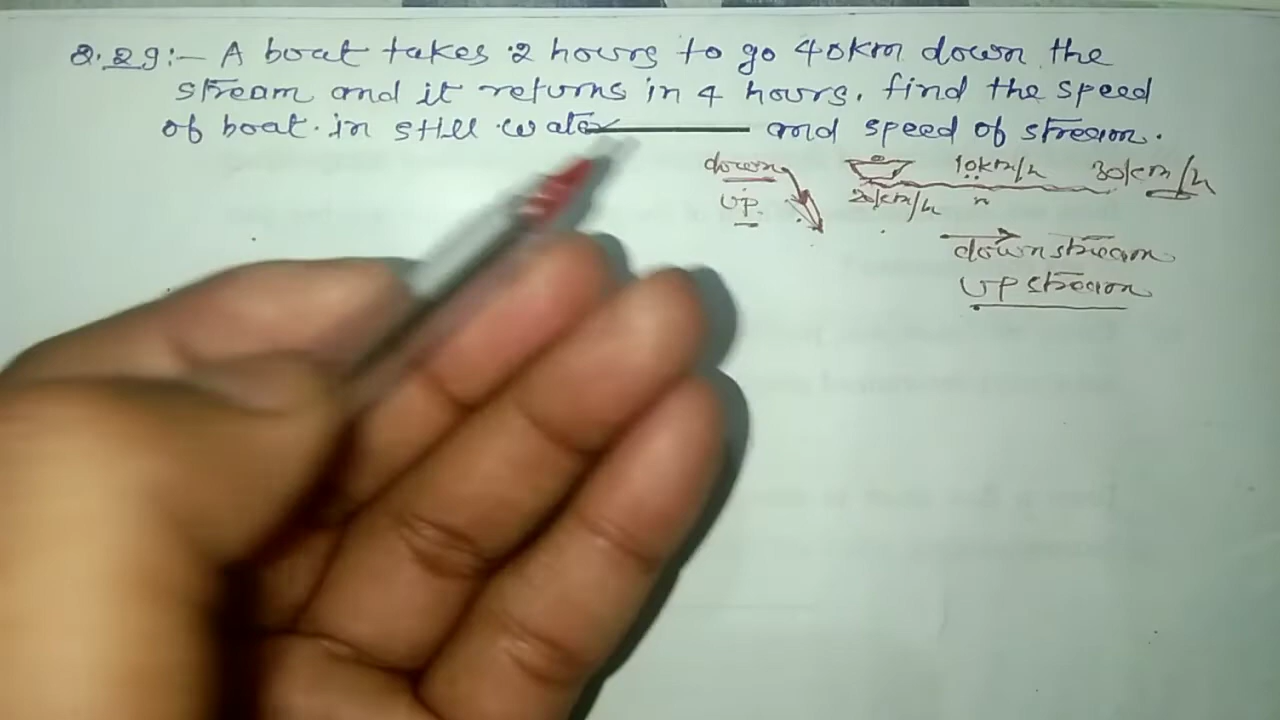 Q.29:- A boat takes 2 hours to go 40km down the
stream and it returns in 4 hours. find the speed
of boat in still water and speed of stream.
down
10km/h
30km/h
up.
20km/h
n
downstream
upstream